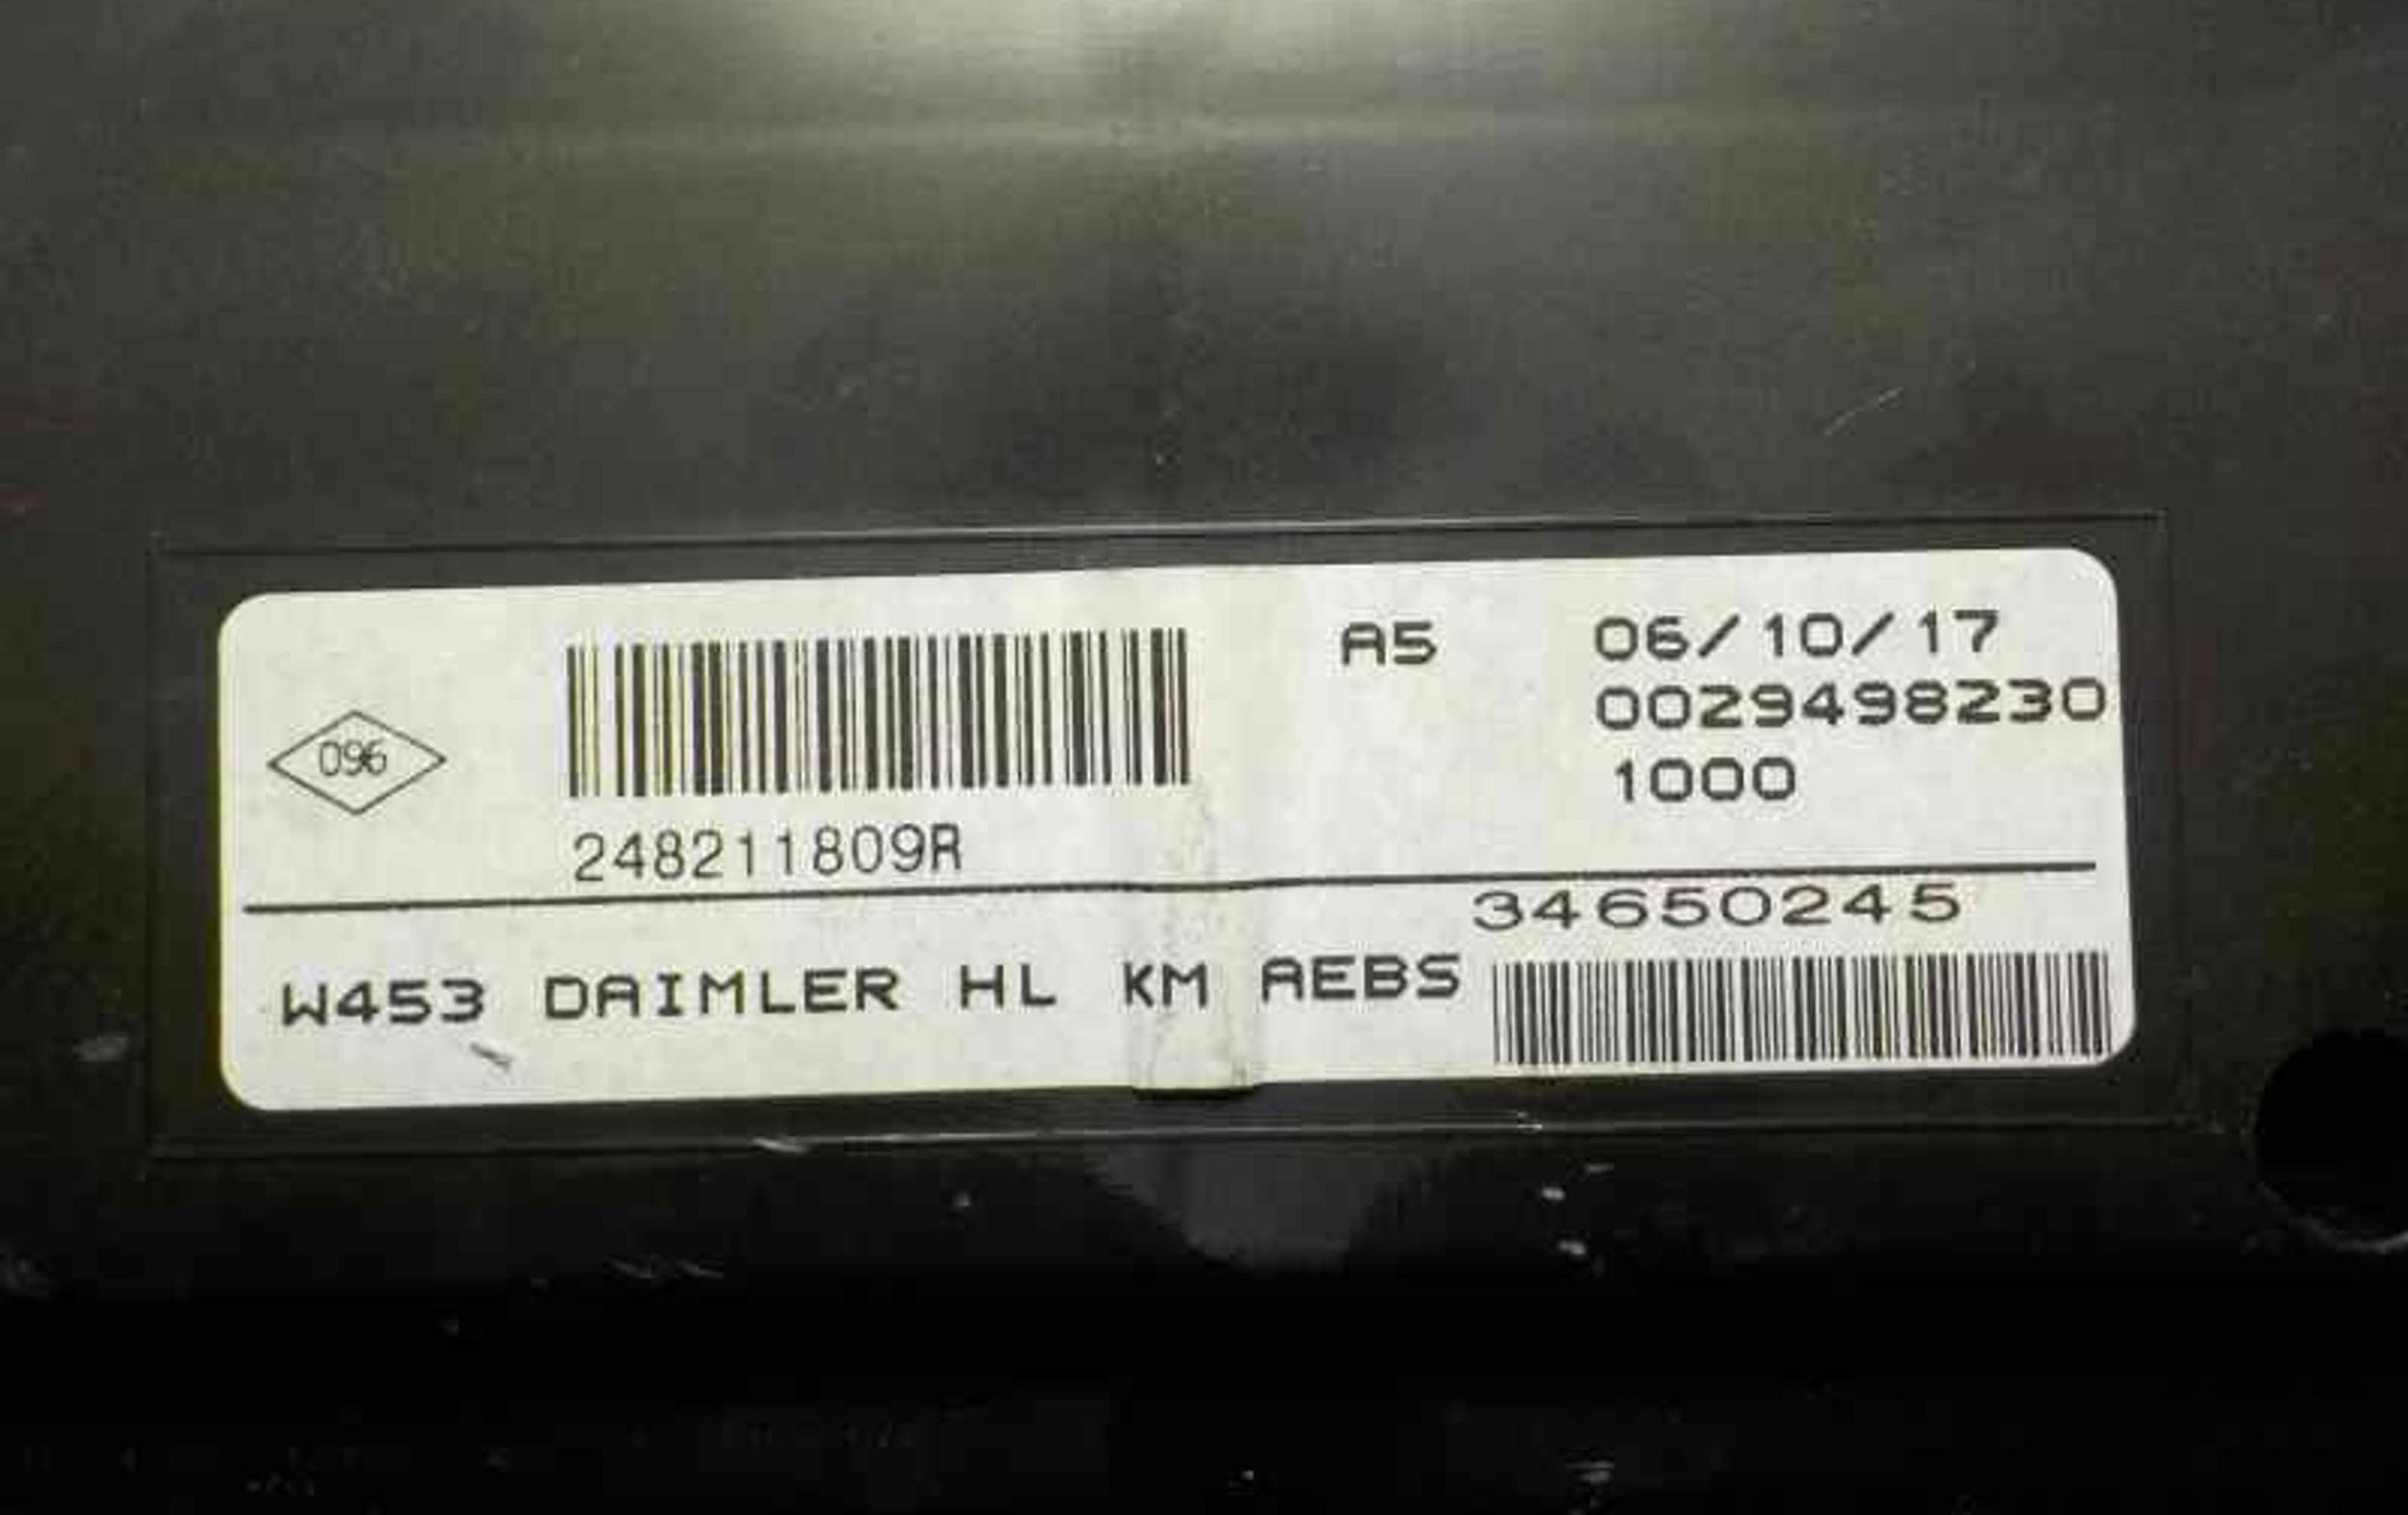 A5 06/10/17
0029498230
096
1000
248211809R
34650245
W453 DAIMLER HL KM AEBS